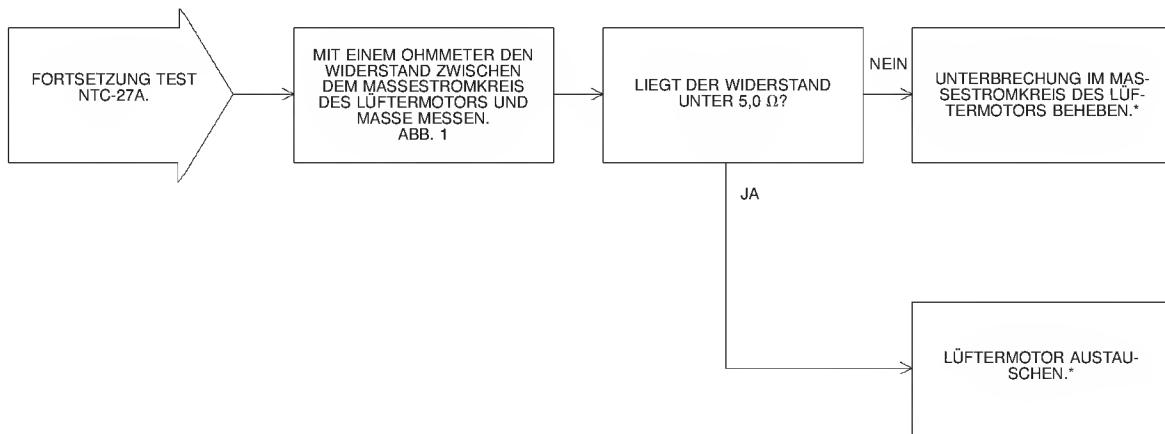 FORTSETZUNG TEST
NTC-27A.
MIT EINEM OHMMETER DEN
WIDERSTAND ZWISCHEN
DEM MASSESTROMKREIS
DES LÜFTERMOTORS UND
MASSE MESSEN.
ABB. 1
LIEGT DER WIDERSTAND
UNTER 5,0 Ω?
NEIN
UNTERBRECHUNG IM MAS-
SESTROMKREIS DES LÜF-
TERMOTORS BEHEBEN.*
JA
LÜFTERMOTOR AUSTAU-
SCHEN.*